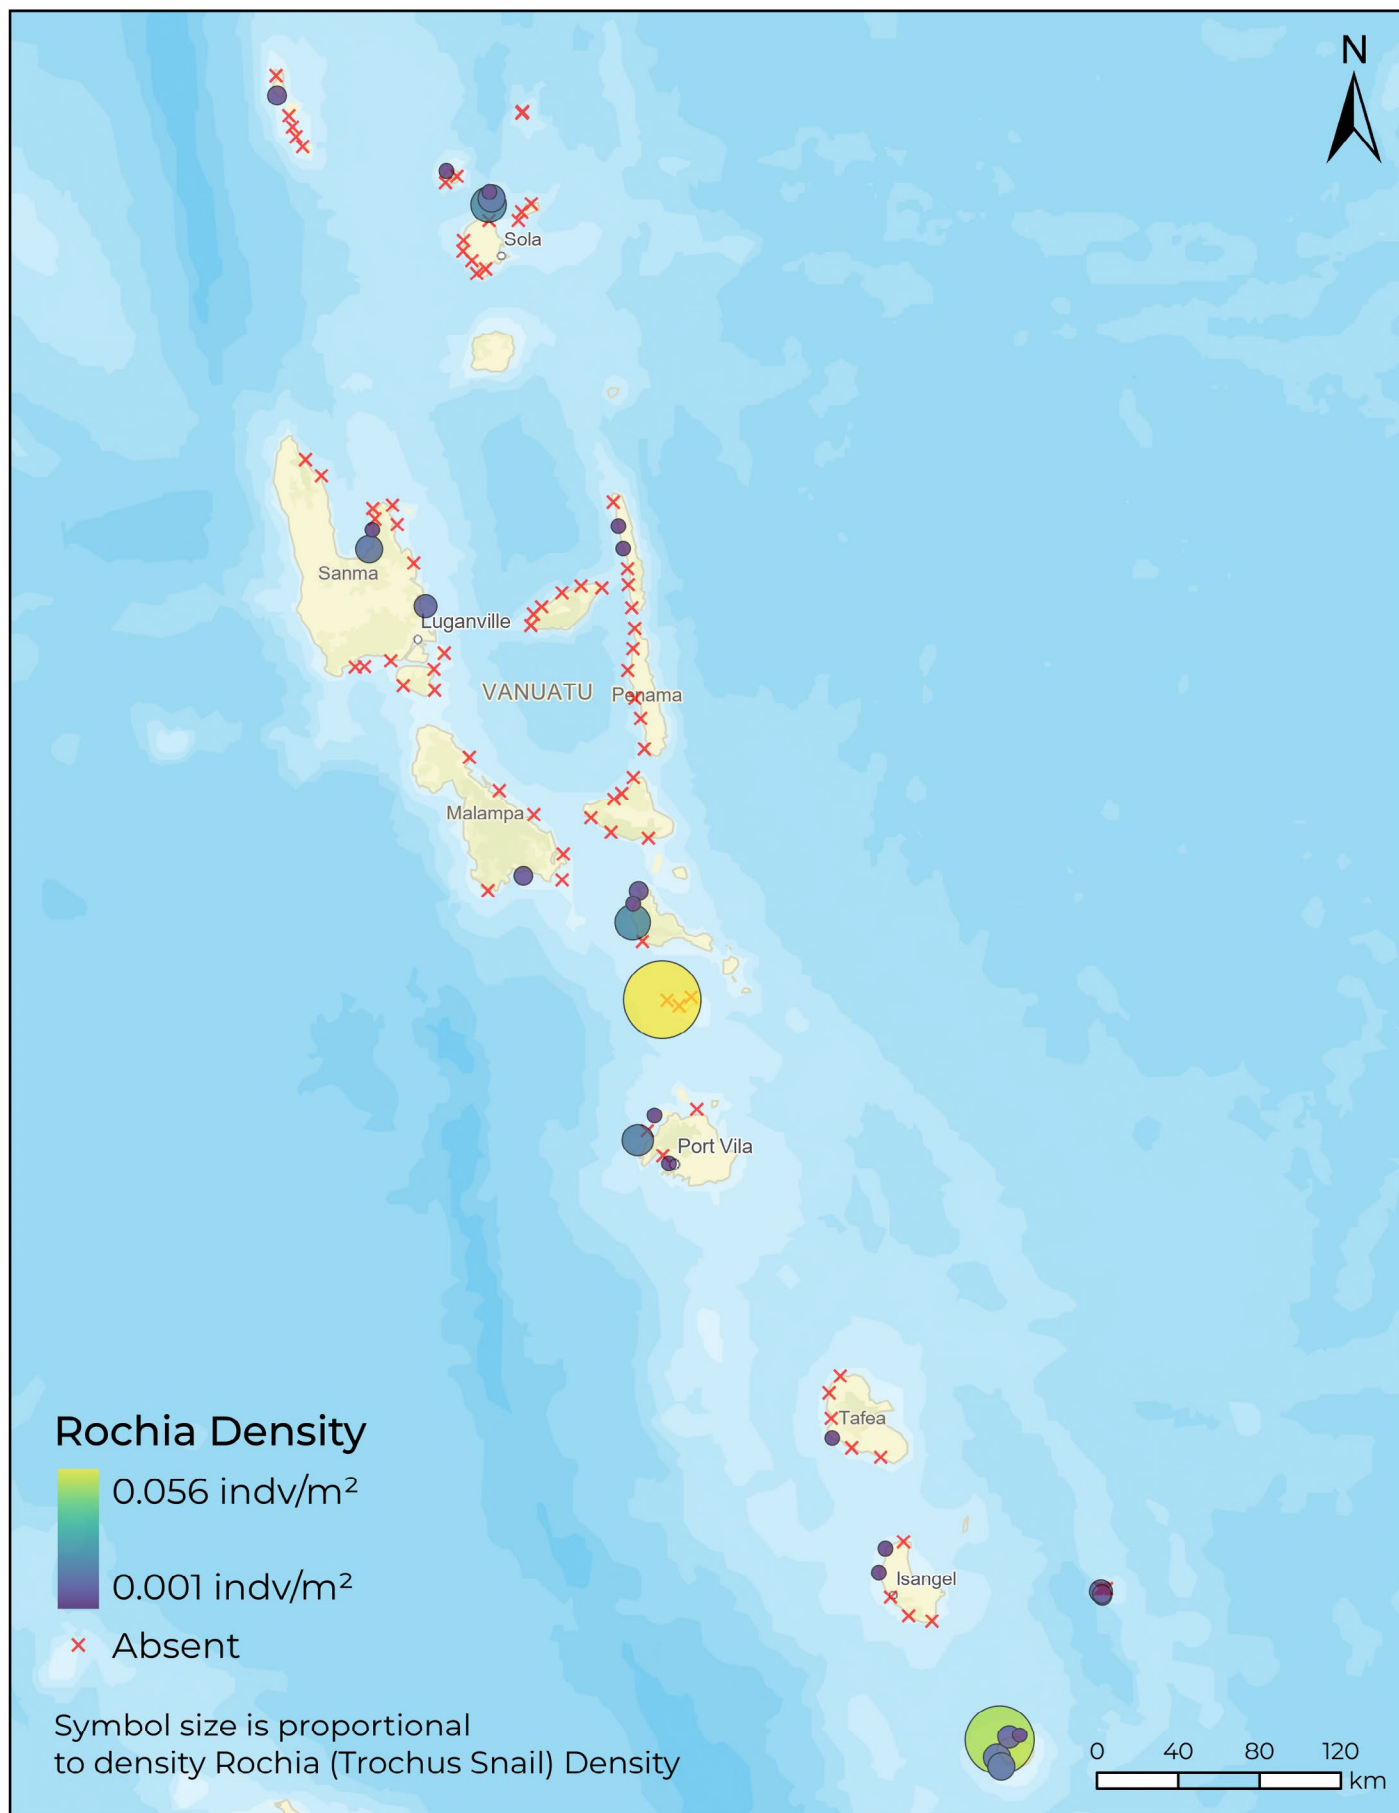 N
Sola
Sanma
Luganville
VANUATU
Penama
Malampa
Port Vila
Tafea
Isangel
Rochia Density
0.056 indv/m²
0.001 indv/m²
Absent
Symbol size is proportional
to density Rochia (Trochus Snail) Density
0 40 80 120
km